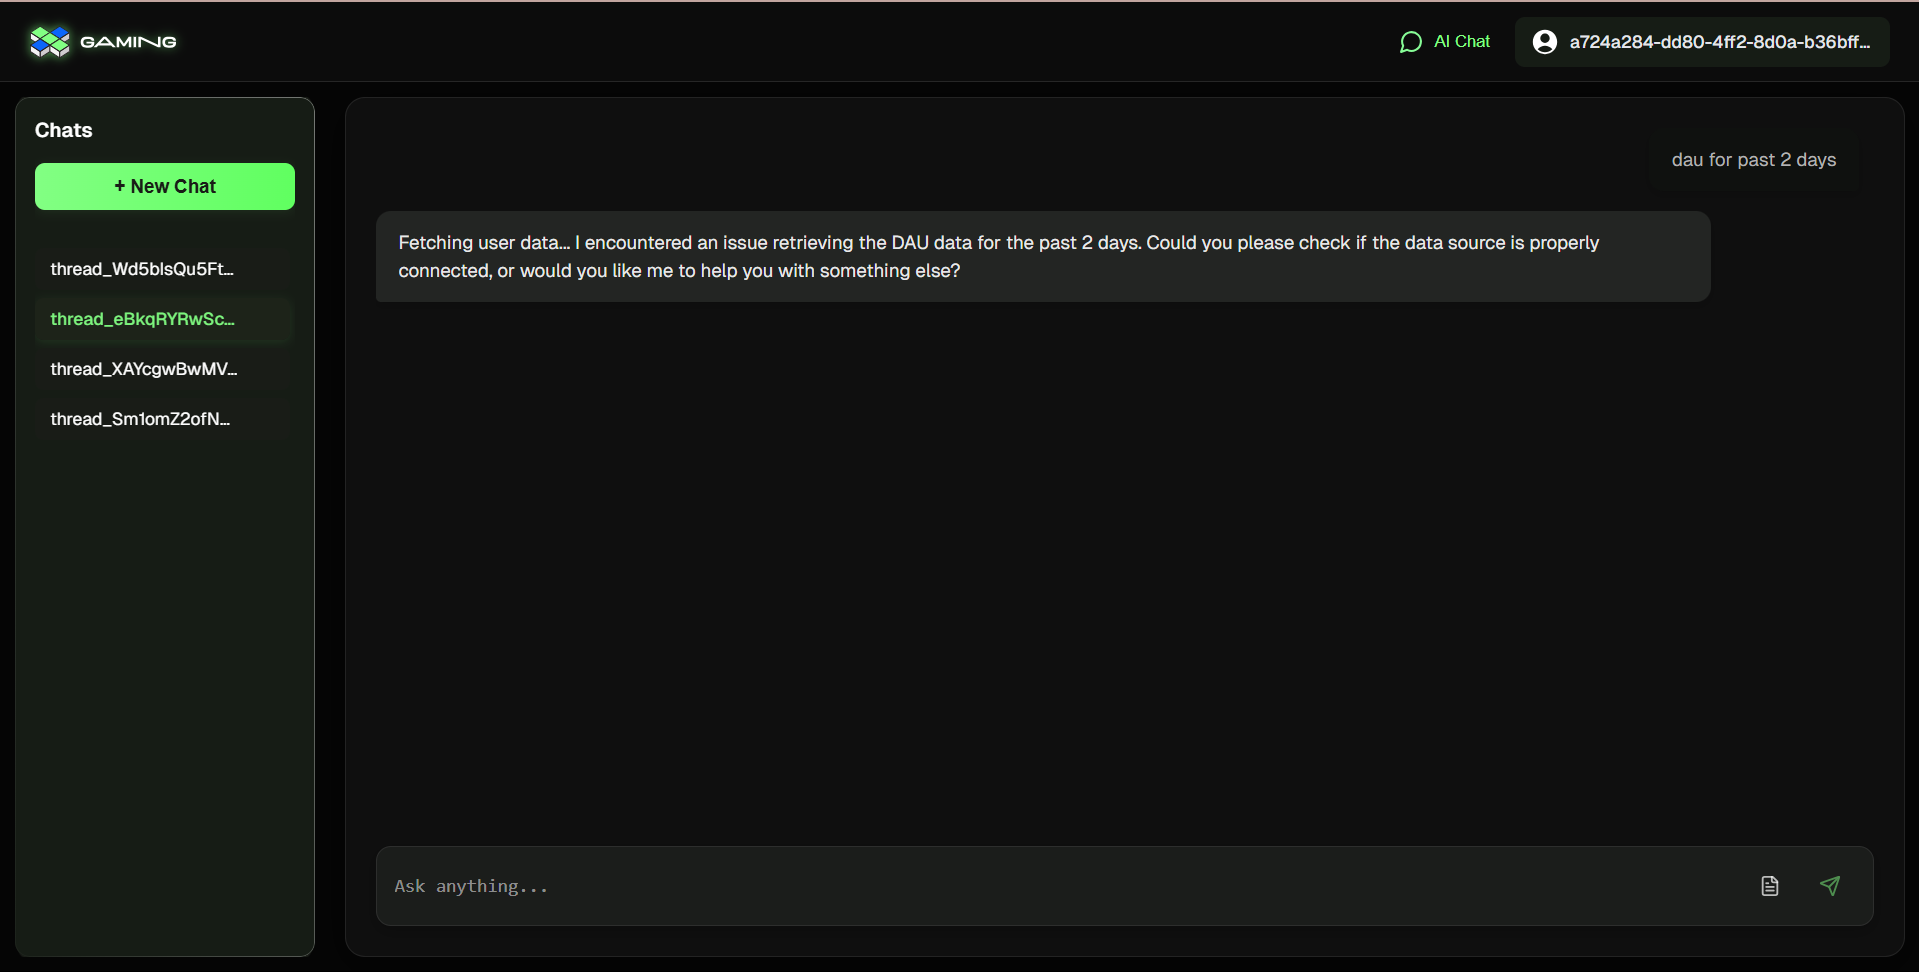 GAMING
AI Chat
a724a284-dd80-4ff2-8d0a-b36bff...
Chats
+ New Chat
thread_Wd5blsQu5Ft...
thread_eBkqRYRwSc...
thread_XAYcgwBwMV...
thread_Sm1omZ2ofN...
dau for past 2 days
Fetching user data... I encountered an issue retrieving the DAU data for the past 2 days. Could you please check if the data source is properly
connected, or would you like me to help you with something else?
Ask anything...